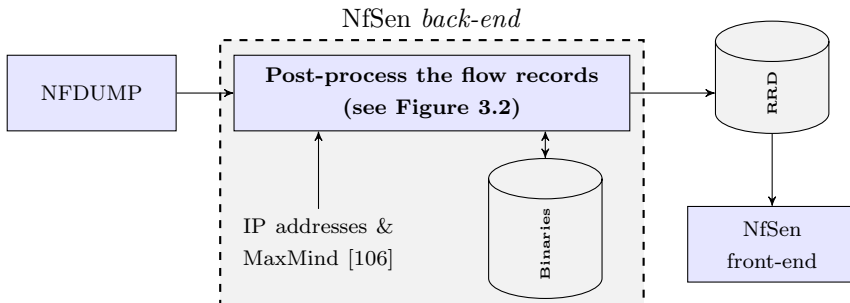 NfSen back-end
NFDUMP
Post-process the flow records
(see Figure 3.2)
RRD
IP addresses &
MaxMind [106]
Binaries
NfSen
front-end